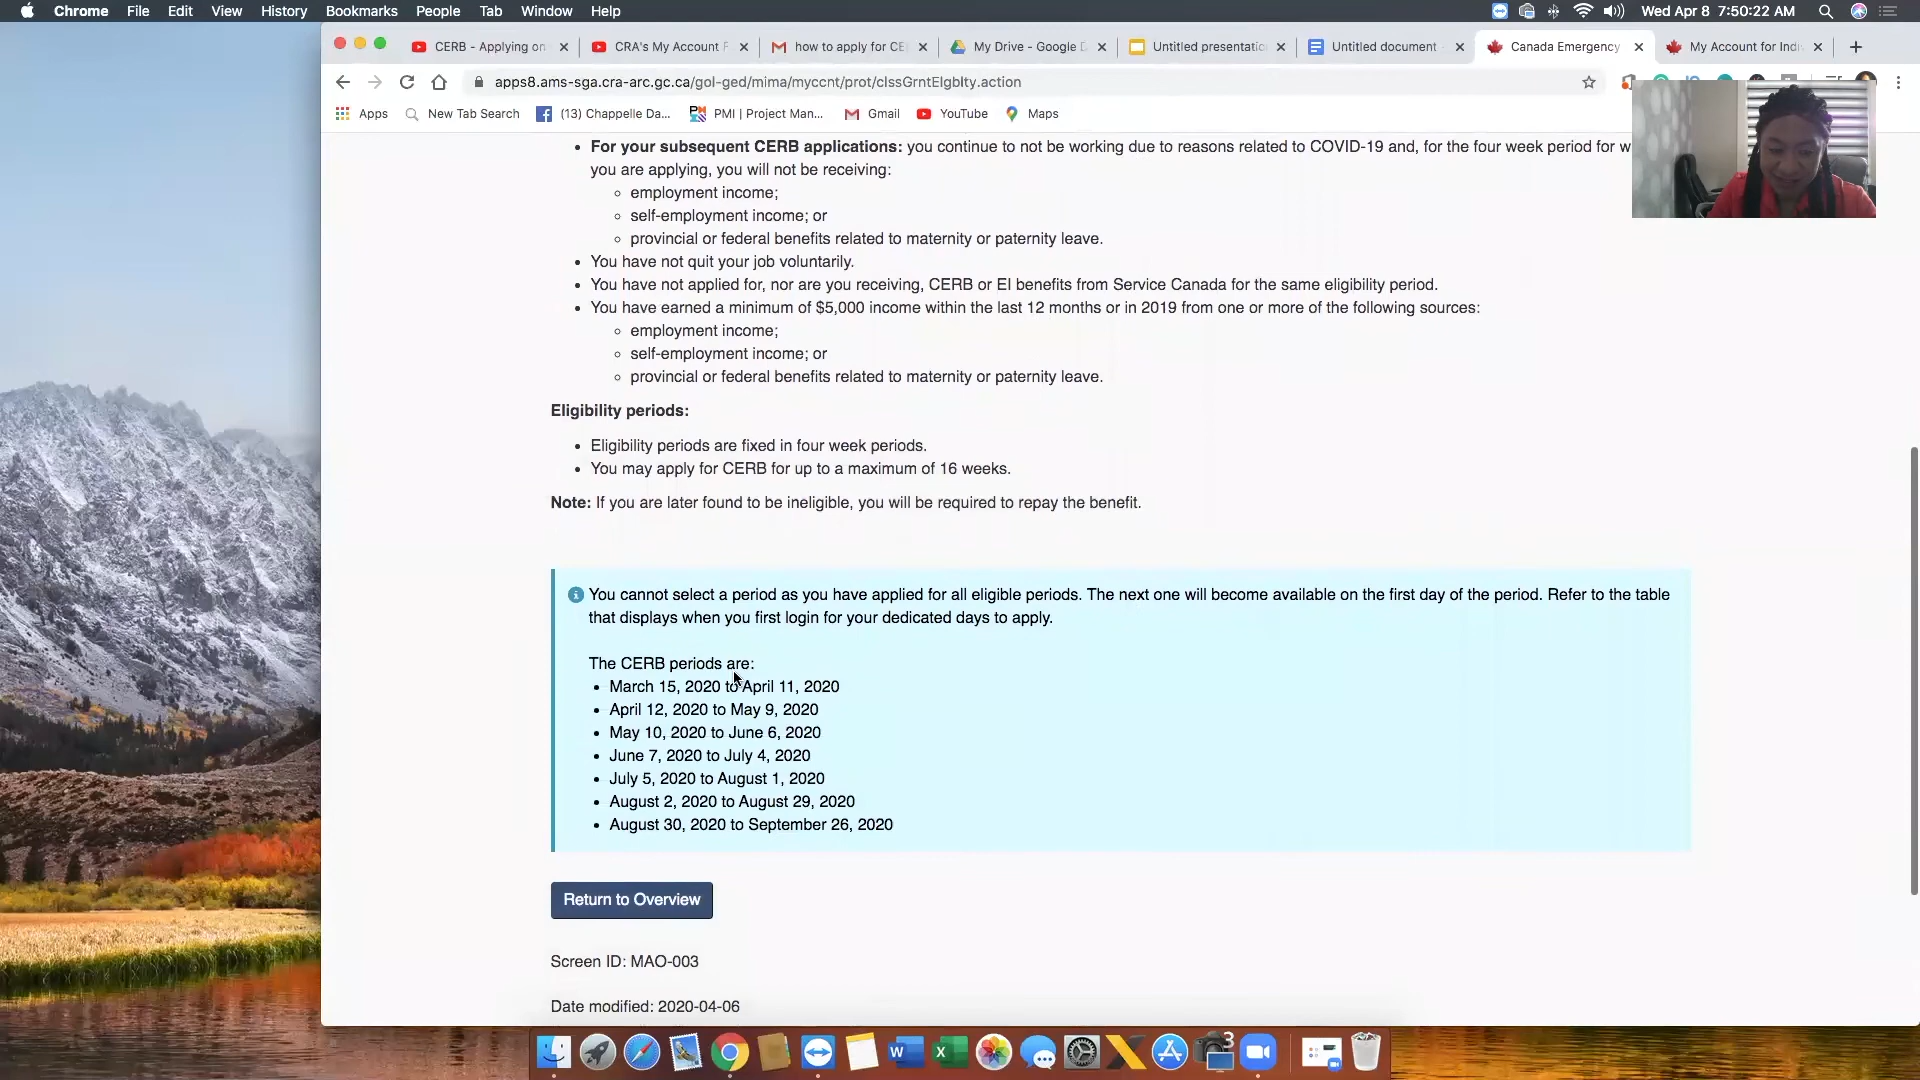 Chrome File Edit View History Bookmarks People Tab Window Help Wed Apr 8 7:50:22 AM
CERB - Applying on CRA's My Account F how to apply for CE My Drive - Google D Untitled presentatio Untitled document Canada Emergency My Account for Indi
apps8.ams-sga.cra-arc.gc.ca/gol-ged/mima/myccnt/prot/clssGrntElgblty.action
Apps New Tab Search (13) Chappelle Da... PMI | Project Man... Gmail YouTube Maps
• For your subsequent CERB applications: you continue to not be working due to reasons related to COVID-19 and, for the four week period for w
you are applying, you will not be receiving:
employment income;
self-employment income; or
provincial or federal benefits related to maternity or paternity leave.
• You have not quit your job voluntarily.
• You have not applied for, nor are you receiving, CERB or EI benefits from Service Canada for the same eligibility period.
• You have earned a minimum of $5,000 income within the last 12 months or in 2019 from one or more of the following sources:
employment income;
self-employment income; or
provincial or federal benefits related to maternity or paternity leave.
Eligibility periods:
• Eligibility periods are fixed in four week periods.
• You may apply for CERB for up to a maximum of 16 weeks.
Note: If you are later found to be ineligible, you will be required to repay the benefit.
You cannot select a period as you have applied for all eligible periods. The next one will become available on the first day of the period. Refer to the table
that displays when you first login for your dedicated days to apply.
The CERB periods are:
• March 15, 2020 to April 11, 2020
• April 12, 2020 to May 9, 2020
• May 10, 2020 to June 6, 2020
• June 7, 2020 to July 4, 2020
• July 5, 2020 to August 1, 2020
• August 2, 2020 to August 29, 2020
• August 30, 2020 to September 26, 2020
Return to Overview
Screen ID: MAO-003
Date modified: 2020-04-06